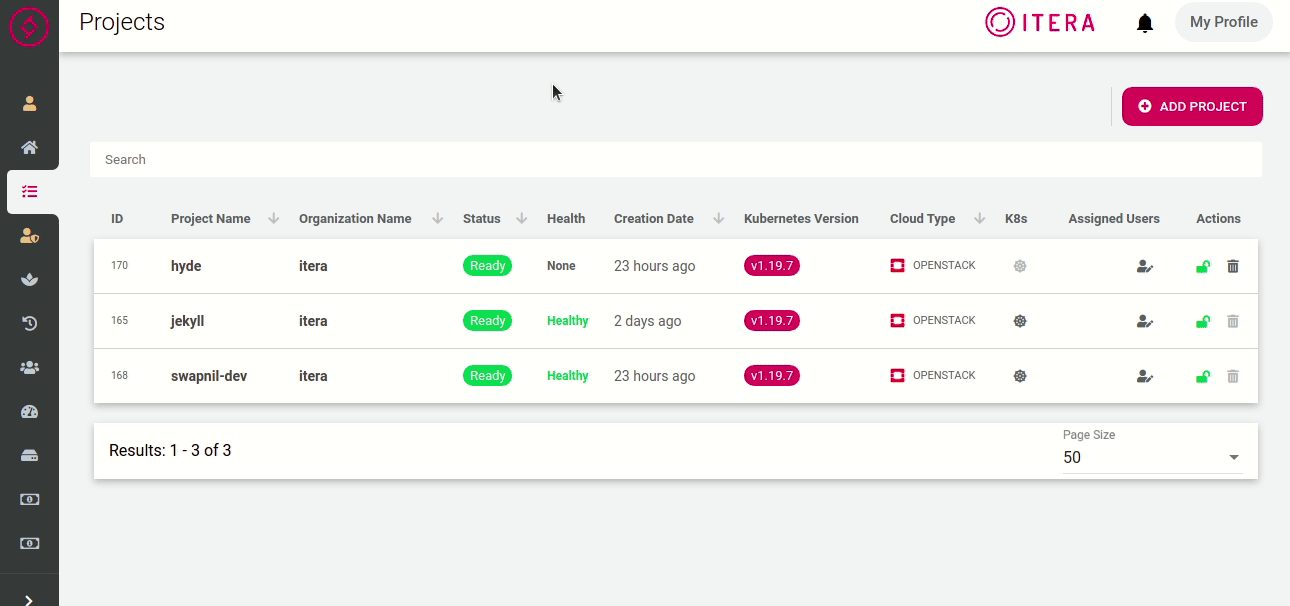 Projects
ITERA
My Profile
ADD PROJECT
Search
ID Project Name Organization Name Status Health Creation Date Kubernetes Version Cloud Type K8s Assigned Users Actions
170 hyde itera Ready None 23 hours ago v1.19.7 OPENSTACK
165 jekyll itera Ready Healthy 2 days ago v1.19.7 OPENSTACK
168 swapnil-dev itera Ready Healthy 23 hours ago v1.19.7 OPENSTACK
Results: 1 - 3 of 3
Page Size
50